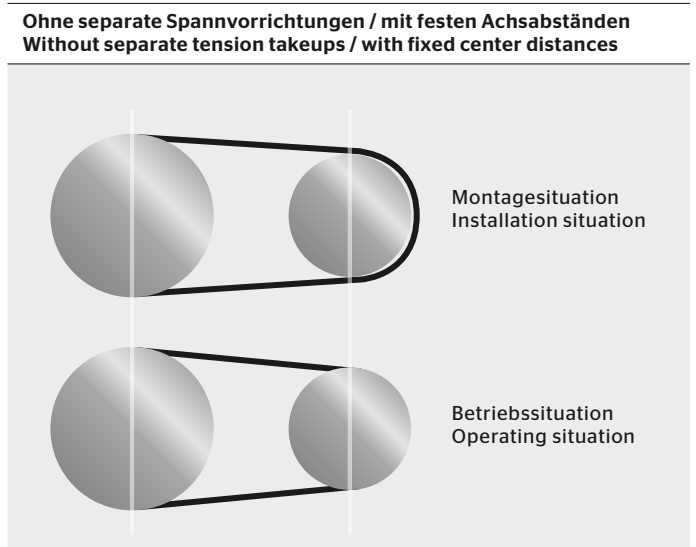 Ohne separate Spannvorrichtungen / mit festen Achsabständen
Without separate tension takeups / with fixed center distances
Montagesituation
Installation situation
Betriebssituation
Operating situation